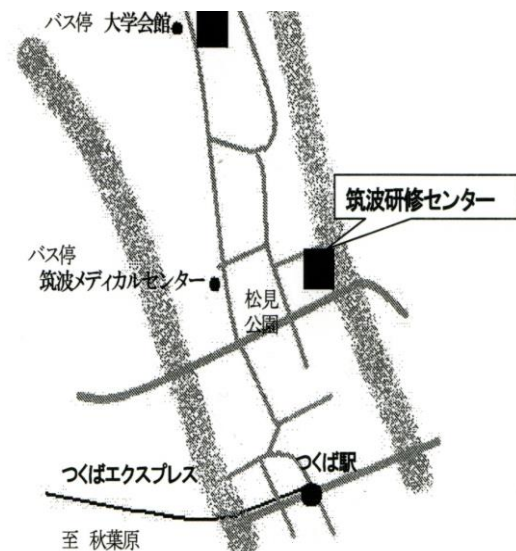 バス停 大学会館
筑波研修センター
バス停
筑波メディカルセンター
松見
公園
つくばエクスプレス
つくば駅
至 秋葉原